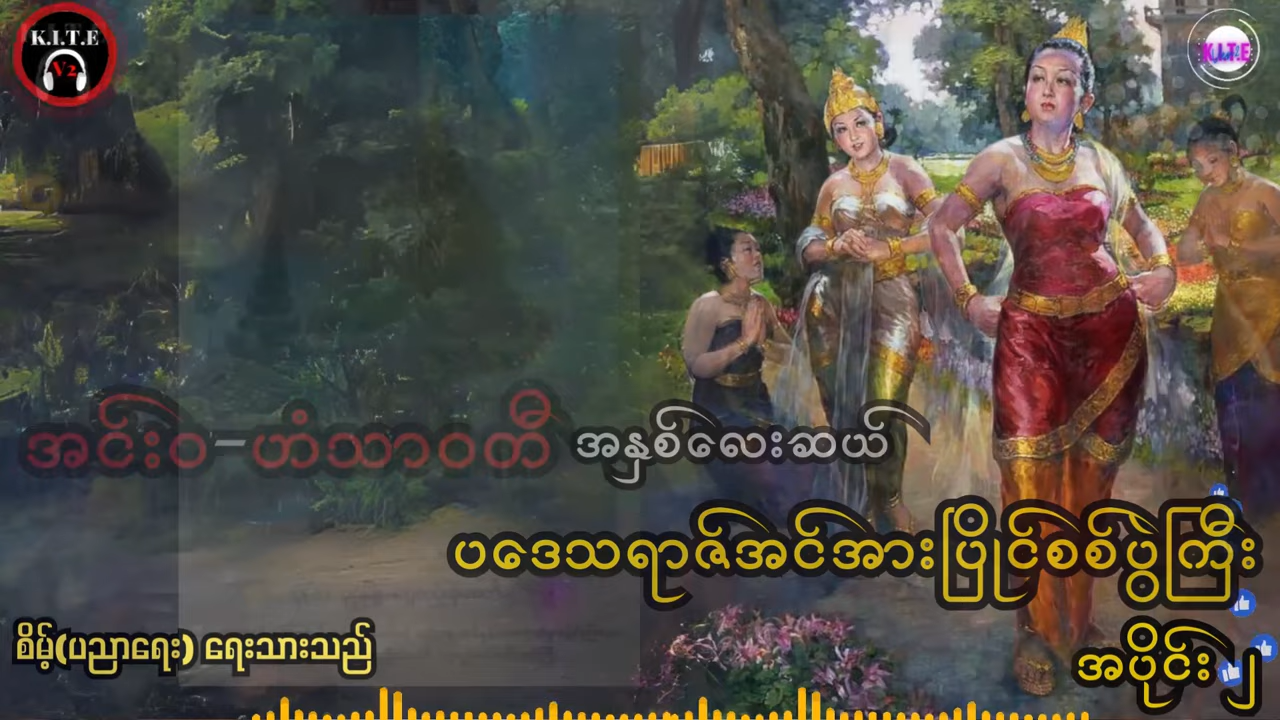 K.I.T.E
V2
K.I.T.E
အင်းဝ-ဟံသာဝတီ အနှစ်လေးဆယ်
ပဒေသရာဇ်အင်အားပြိုင်စစ်ပွဲကြီး
စိမ့်(ပညာရေး) ရေးသားသည်
အပိုင်း ၂